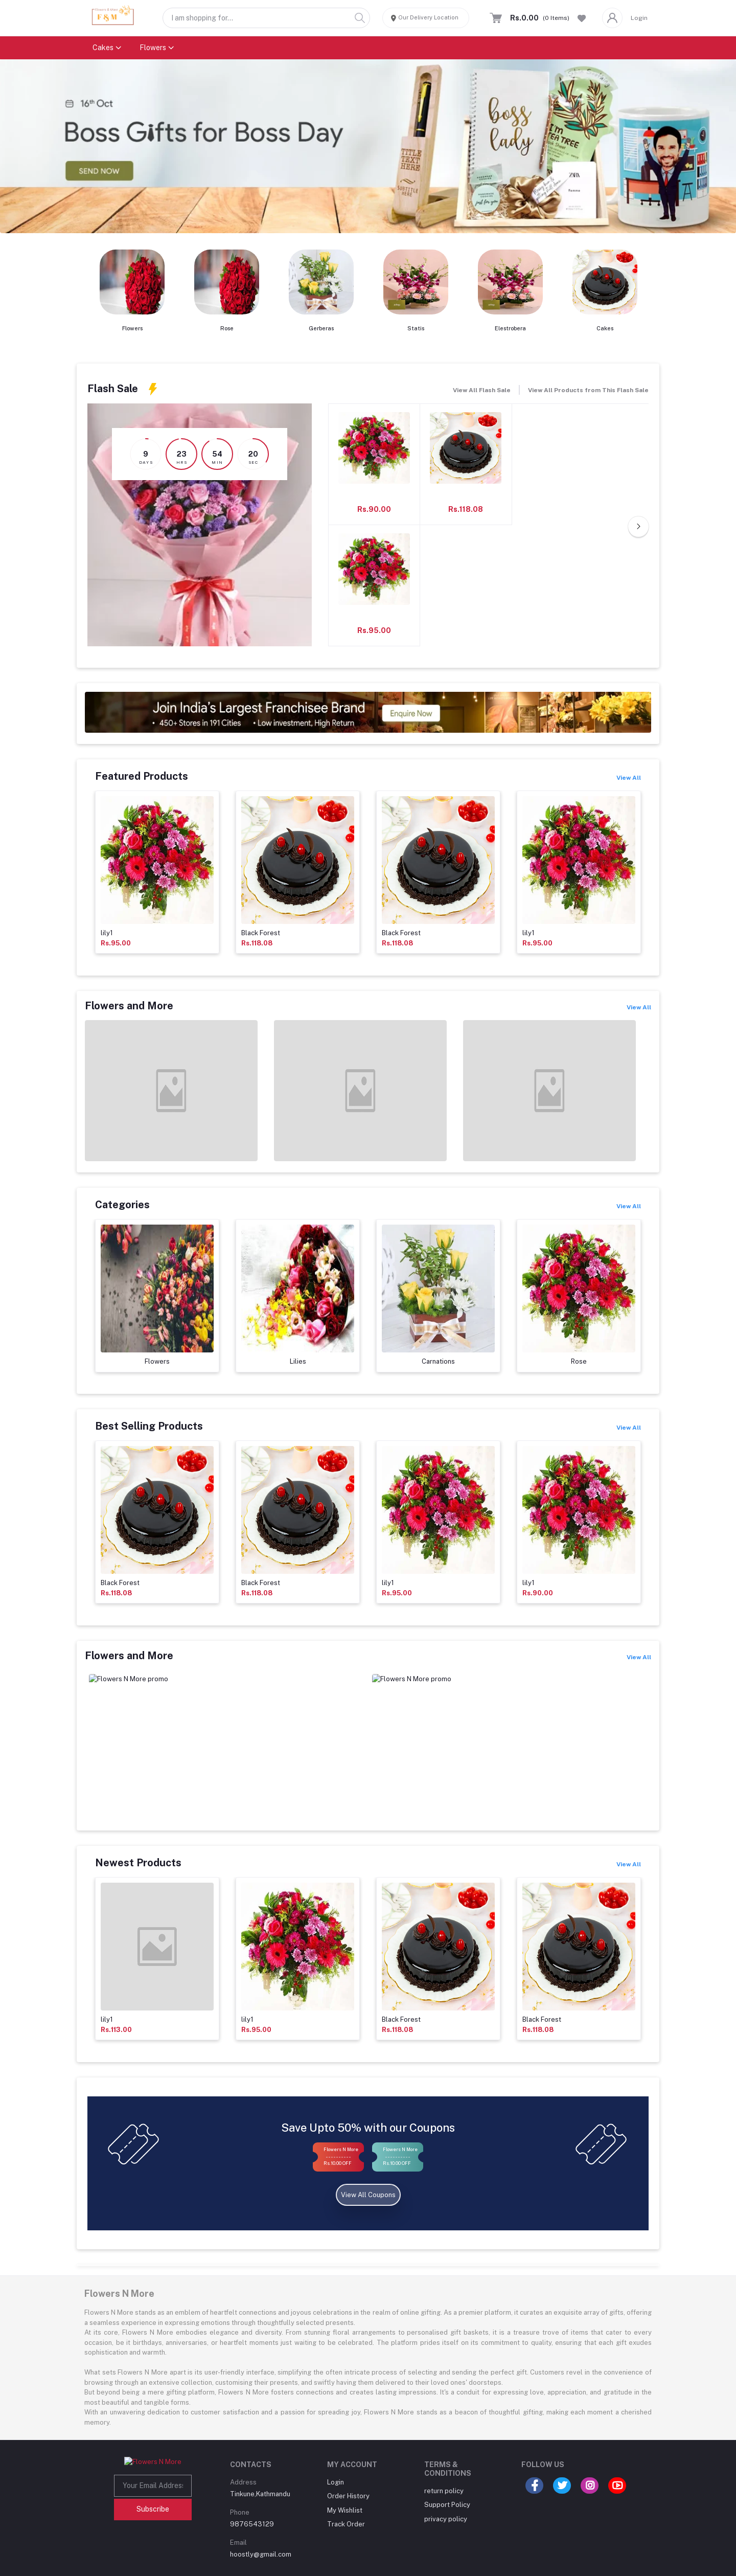 F & M
I am shopping for...
Our Delivery Location
Rs.0.00 (0 Items)
Login
Cakes
Flowers
16th Oct
Boss Gifts for Boss Day
SEND NOW
THIS TITLE TEXT HERE
boss lady
I'M TEA TREE
Flowers
Rose
Gerberas
Statis
Elestrobera
Cakes
Flash Sale
View All Flash Sale
View All Products from This Flash Sale
9 DAYS
23 HRS
54 MIN
20 SEC
Rs.90.00
Rs.118.08
Rs.95.00
Join India's Largest Franchisee Brand
• 450+ Stores in 191 Cities • Low investment, High Return
Enquire Now
Featured Products
View All
lily1
Rs.95.00
Black Forest
Rs.118.08
Black Forest
Rs.118.08
lily1
Rs.95.00
Flowers and More
View All
Categories
View All
Flowers
Lilies
Carnations
Rose
Best Selling Products
View All
Black Forest
Rs.118.08
Black Forest
Rs.118.08
lily1
Rs.95.00
lily1
Rs.90.00
Flowers and More
View All
Flowers N More promo
Flowers N More promo
Newest Products
View All
lily1
Rs.113.00
lily1
Rs.95.00
Black Forest
Rs.118.08
Black Forest
Rs.118.08
Save Upto 50% with our Coupons
Flowers N More
Rs.10.00 OFF
Flowers N More
Rs.10.00 OFF
View All Coupons
Flowers N More
Flowers N More stands as an emblem of heartfelt connections and joyous celebrations in the realm of online gifting. As a premier platform, it curates an exquisite array of gifts, offering
a seamless experience in expressing emotions through thoughtfully selected presents.
At its core, Flowers N More embodies elegance and diversity. From stunning floral arrangements to personalised gift baskets, it is a treasure trove of items that cater to every
occasion, be it birthdays, anniversaries, or heartfelt moments just waiting to be celebrated. The platform prides itself on its commitment to quality, ensuring that each gift exudes
sophistication and warmth.
What sets Flowers N More apart is its user-friendly interface, simplifying the often intricate process of selecting and sending the perfect gift. Customers revel in the convenience of
browsing through an extensive collection, customising their presents, and swiftly having them delivered to their loved ones' doorsteps.
But beyond being a mere gifting platform, Flowers N More fosters connections and creates lasting impressions. It's a conduit for expressing love, appreciation, and gratitude in the
most beautiful and tangible forms.
With an unwavering dedication to customer satisfaction and a passion for spreading joy, Flowers N More stands as a beacon of thoughtful gifting, making each moment a cherished
memory.
Flowers N More
Your Email Address
Subscribe
CONTACTS
Address
Tinkune,Kathmandu
Phone
9876543129
Email
hoostly@gmail.com
MY ACCOUNT
Login
Order History
My Wishlist
Track Order
TERMS &
CONDITIONS
return policy
Support Policy
privacy policy
FOLLOW US